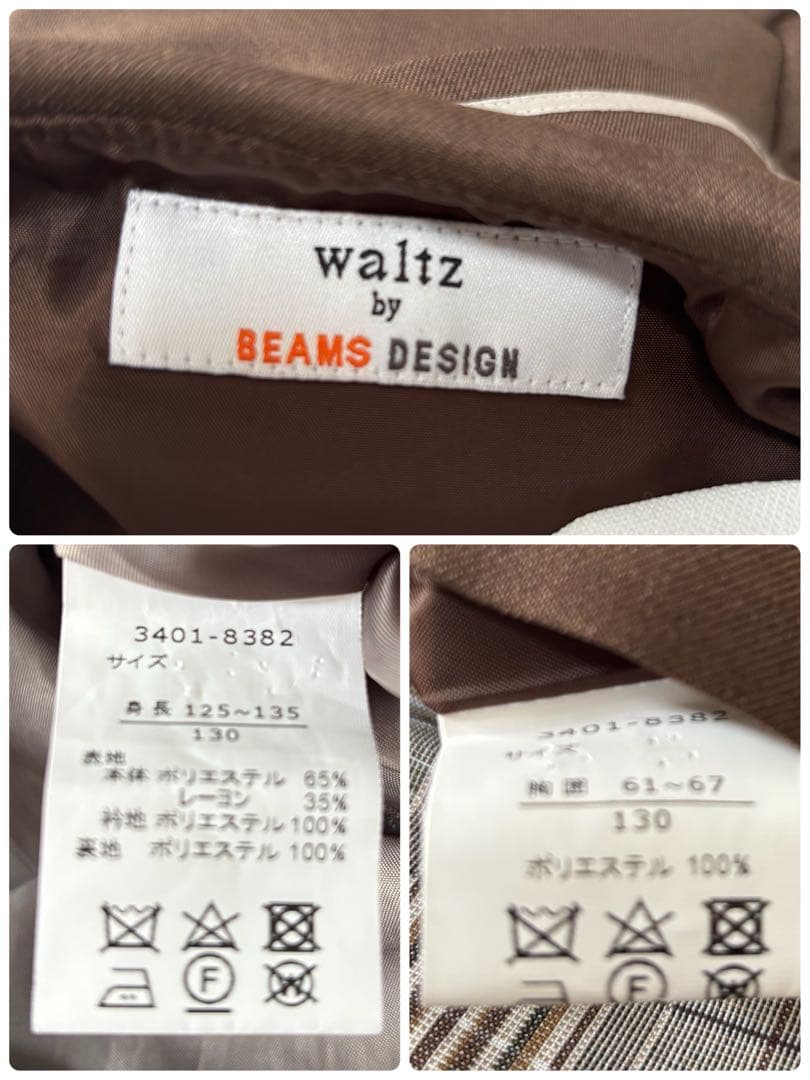 waltz
by
BEAMS DESIGN
3401-8382
サイズ
身長 125~135
130
表地
本体 ポリエステル 65%
レーヨン 35%
衿地 ポリエステル 100%
裏地 ポリエステル 100%
F
W
3401-8382
サイズ
胸囲 61~67
130
ポリエステル 100%
F
W